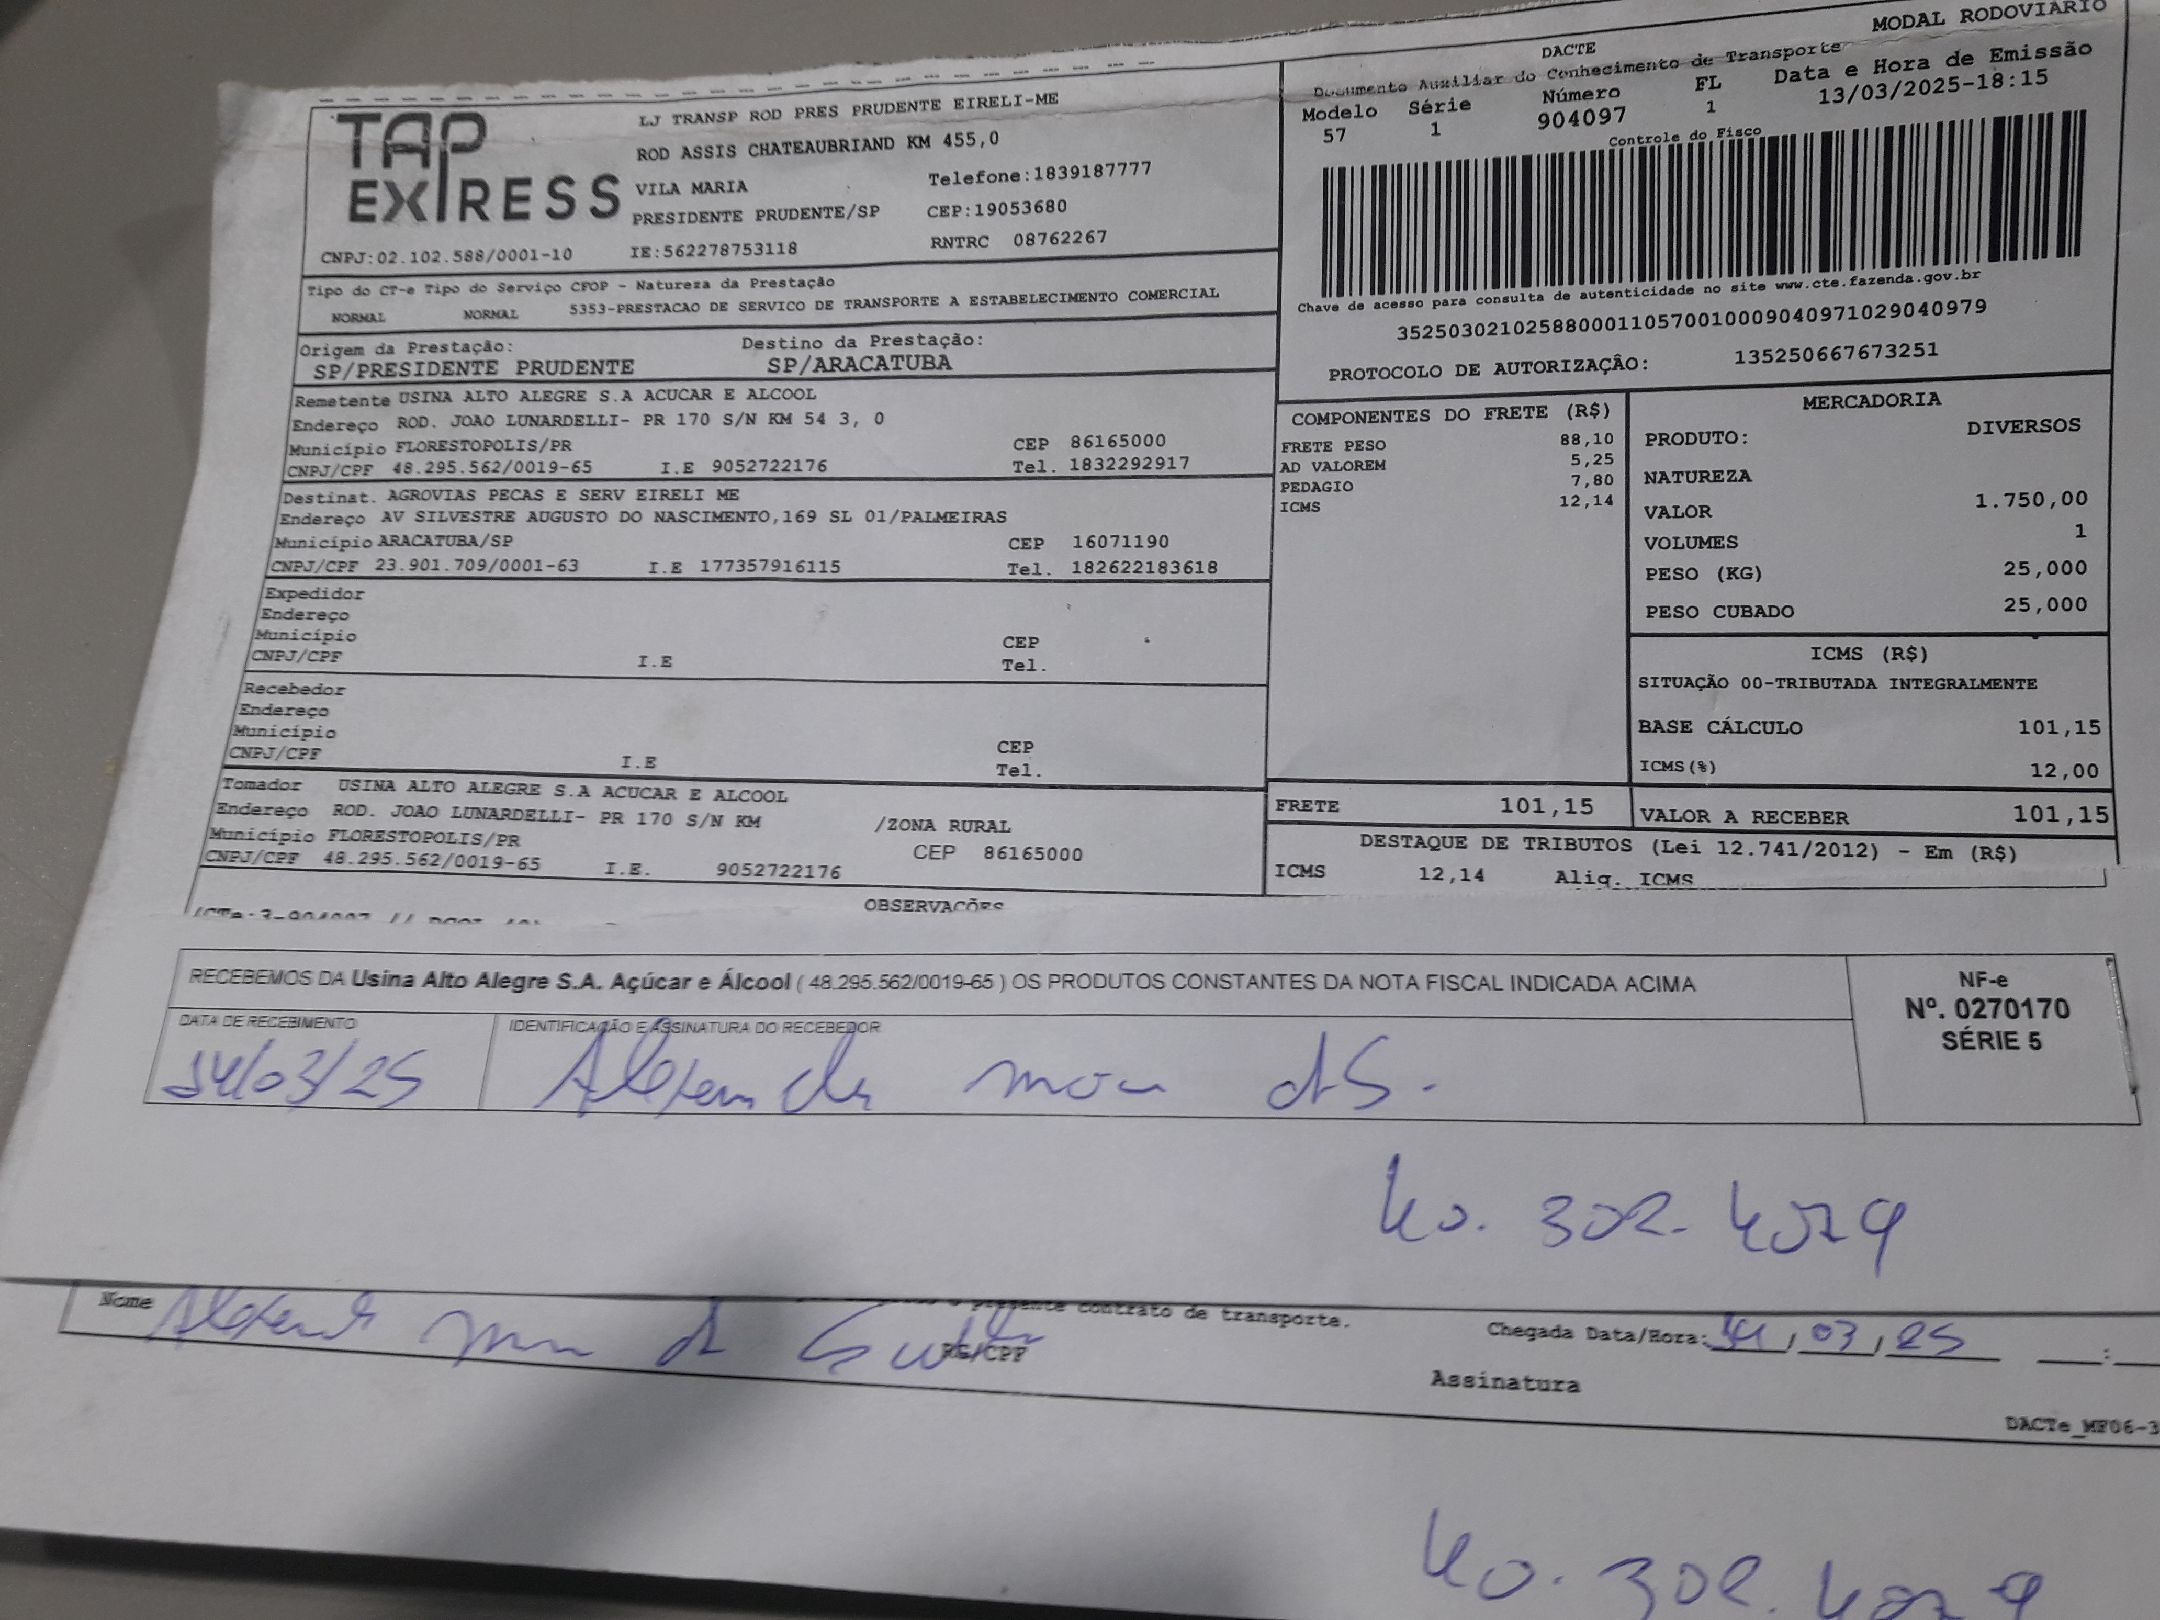 MODAL RODOVIÁRIO
DACTE
Documento Auxiliar do Conhecimento de Transporte
Modelo Série Número FL Data e Hora de Emissão
57 1 904097 1 13/03/2025-18:15
Controle do Fisco
TAP EXPRESS
LJ TRANSP ROD PRES PRUDENTE EIRELI-ME
ROD ASSIS CHATEAUBRIAND KM 455,0
VILA MARIA Telefone:1839187777
PRESIDENTE PRUDENTE/SP CEP:19053680
CNPJ:02.102.588/0001-10 IE:562278753118 RNTRC 08762267
Chave de acesso para consulta de autenticidade no site www.cte.fazenda.gov.br
35250302102588000110570010009040971029040979
PROTOCOLO DE AUTORIZAÇÂO: 135250667673251
Tipo do CT-e Tipo do Serviço CFOP - Natureza da Prestação
NORMAL NORMAL 5353-PRESTACAO DE SERVICO DE TRANSPORTE A ESTABELECIMENTO COMERCIAL
Origem da Prestação: Destino da Prestação:
SP/PRESIDENTE PRUDENTE SP/ARACATUBA
Remetente USINA ALTO ALEGRE S.A ACUCAR E ALCOOL
Endereço ROD. JOAO LUNARDELLI- PR 170 S/N KM 54 3, 0
Município FLORESTOPOLIS/PR CEP 86165000
CNPJ/CPF 48.295.562/0019-65 I.E 9052722176 Tel. 1832292917
Destinat. AGROVIAS PECAS E SERV EIRELI ME
Endereço AV SILVESTRE AUGUSTO DO NASCIMENTO,169 SL 01/PALMEIRAS
Município ARACATUBA/SP CEP 16071190
CNPJ/CPF 23.901.709/0001-63 I.E 177357916115 Tel. 182622183618
Expedidor
Endereço
Município CEP
CNPJ/CPF I.E Tel.
Recebedor
Endereço
Município CEP
CNPJ/CPF I.E Tel.
Tomador USINA ALTO ALEGRE S.A ACUCAR E ALCOOL
Endereço ROD. JOAO LUNARDELLI- PR 170 S/N KM /ZONA RURAL
Município FLORESTOPOLIS/PR CEP 86165000
CNPJ/CPF 48.295.562/0019-65 I.E. 9052722176
COMPONENTES DO FRETE (R$)
FRETE PESO 88,10
AD VALOREM 5,25
PEDAGIO 7,80
ICMS 12,14
MERCADORIA
PRODUTO: DIVERSOS
NATUREZA
VALOR 1.750,00
VOLUMES 1
PESO (KG) 25,000
PESO CUBADO 25,000
ICMS (R$)
SITUAÇÃO 00-TRIBUTADA INTEGRALMENTE
BASE CÁLCULO 101,15
ICMS(%) 12,00
FRETE 101,15 VALOR A RECEBER 101,15
DESTAQUE DE TRIBUTOS (Lei 12.741/2012) - Em (R$)
ICMS 12,14 Aliq. ICMS
OBSERVAÇÕES
RECEBEMOS DA Usina Alto Alegre S.A. Açúcar e Álcool ( 48.295.562/0019-65 ) OS PRODUTOS CONSTANTES DA NOTA FISCAL INDICADA ACIMA
NF-e
Nº. 0270170
SÉRIE 5
DATA DE RECEBIMENTO IDENTIFICAÇÃO E ASSINATURA DO RECEBEDOR
14/03/25
40.302.4079
o presente contrato de transporte.
Nome RG/CPF Chegada Data/Hora: 14/03/25 :
Assinatura
DACTe_MF06-3
40.302.4079